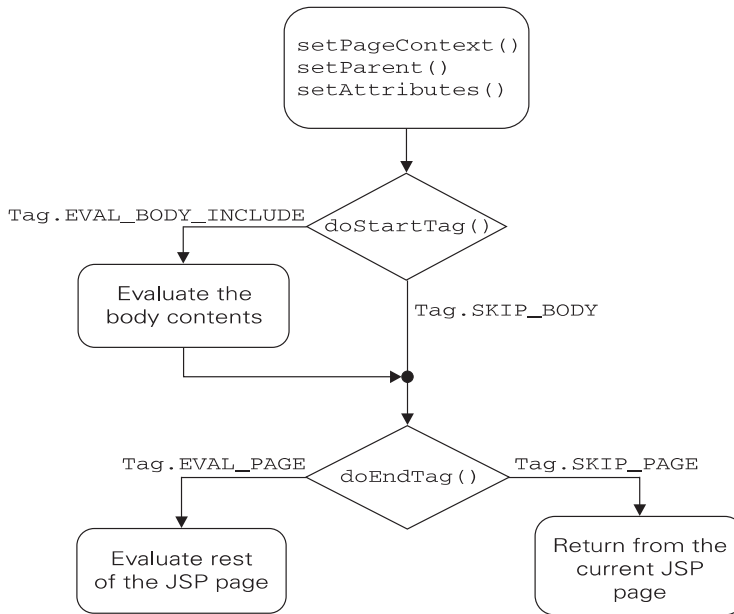 setPageContext()
setParent()
setAttributes()
Tag.EVAL_BODY_INCLUDE
doStartTag()
Evaluate the
body contents
Tag.SKIP_BODY
Tag.EVAL_PAGE
doEndTag()
Tag.SKIP_PAGE
Evaluate rest
of the JSP page
Return from the
current JSP
page